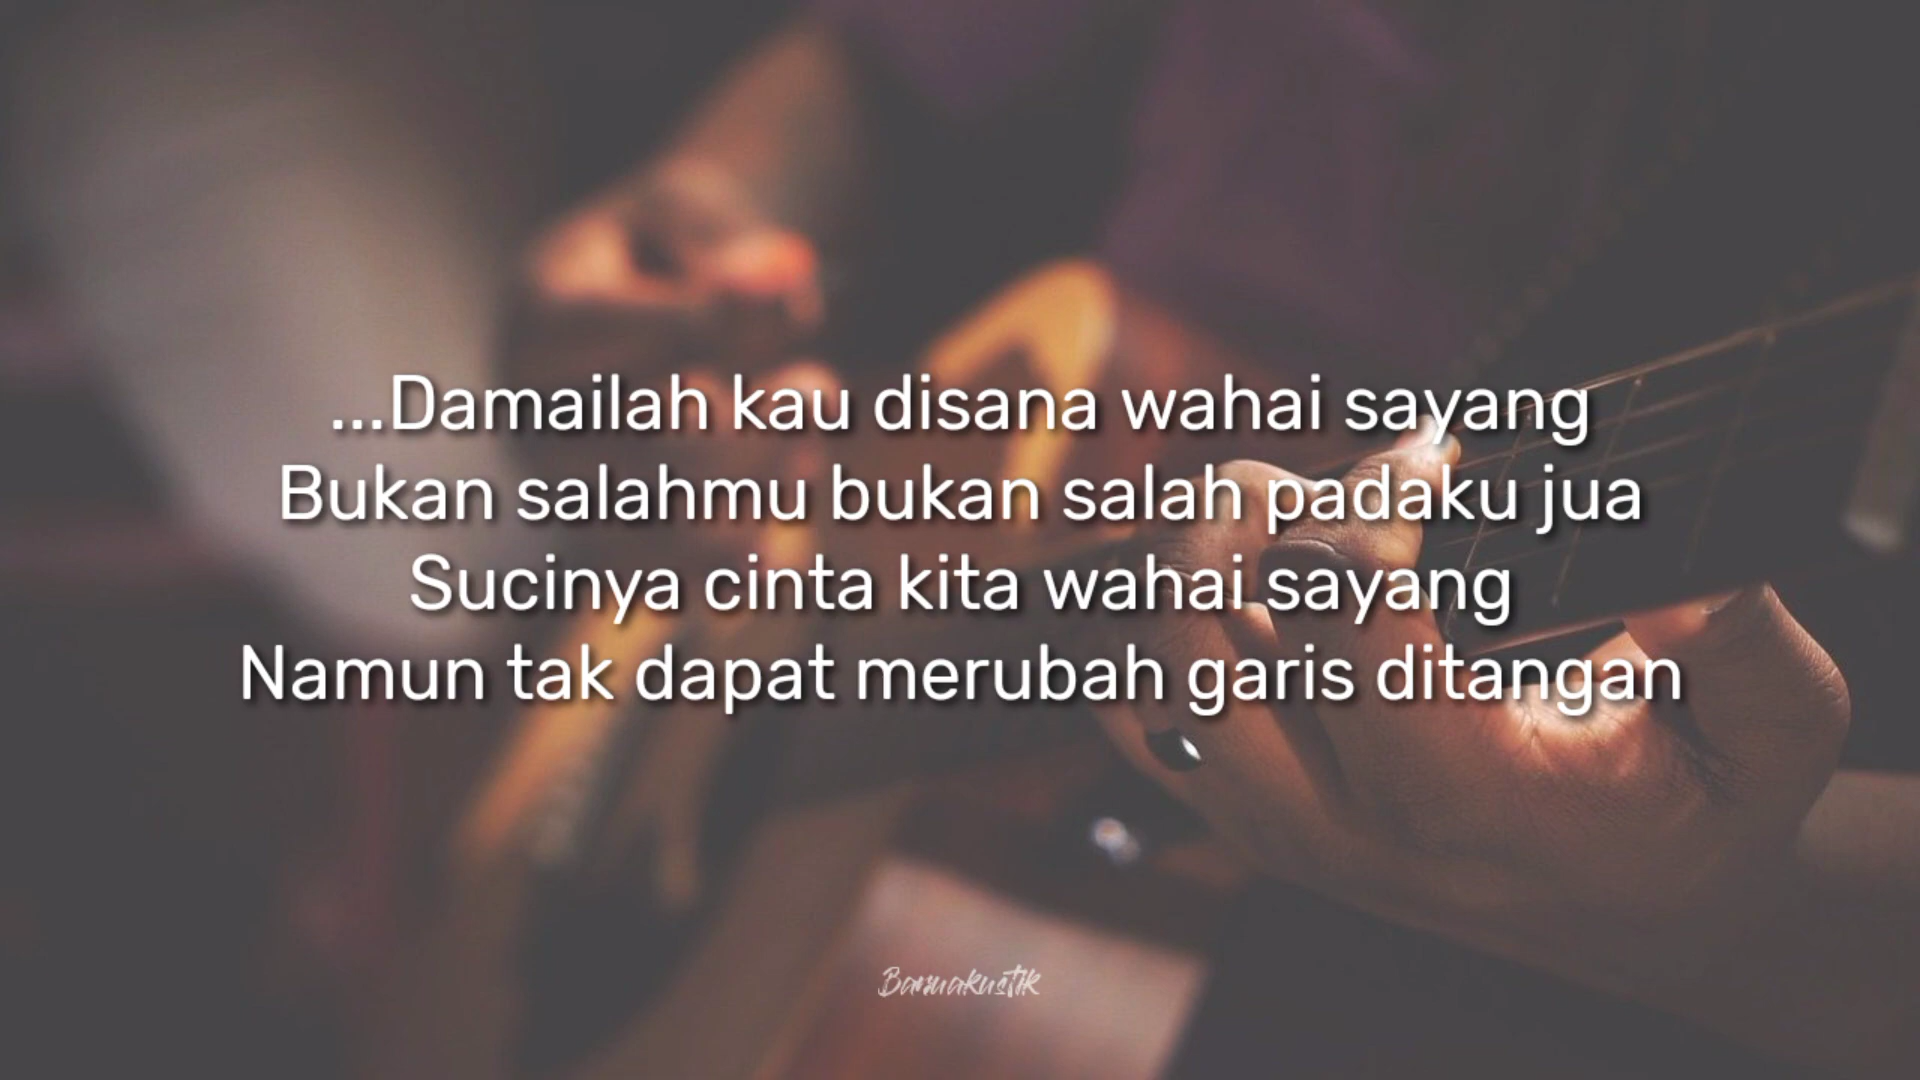 ...Damailah kau disana wahai sayang
Bukan salahmu bukan salah padaku jua
Sucinya cinta kita wahai sayang
Namun tak dapat merubah garis ditangan
Banuakustik